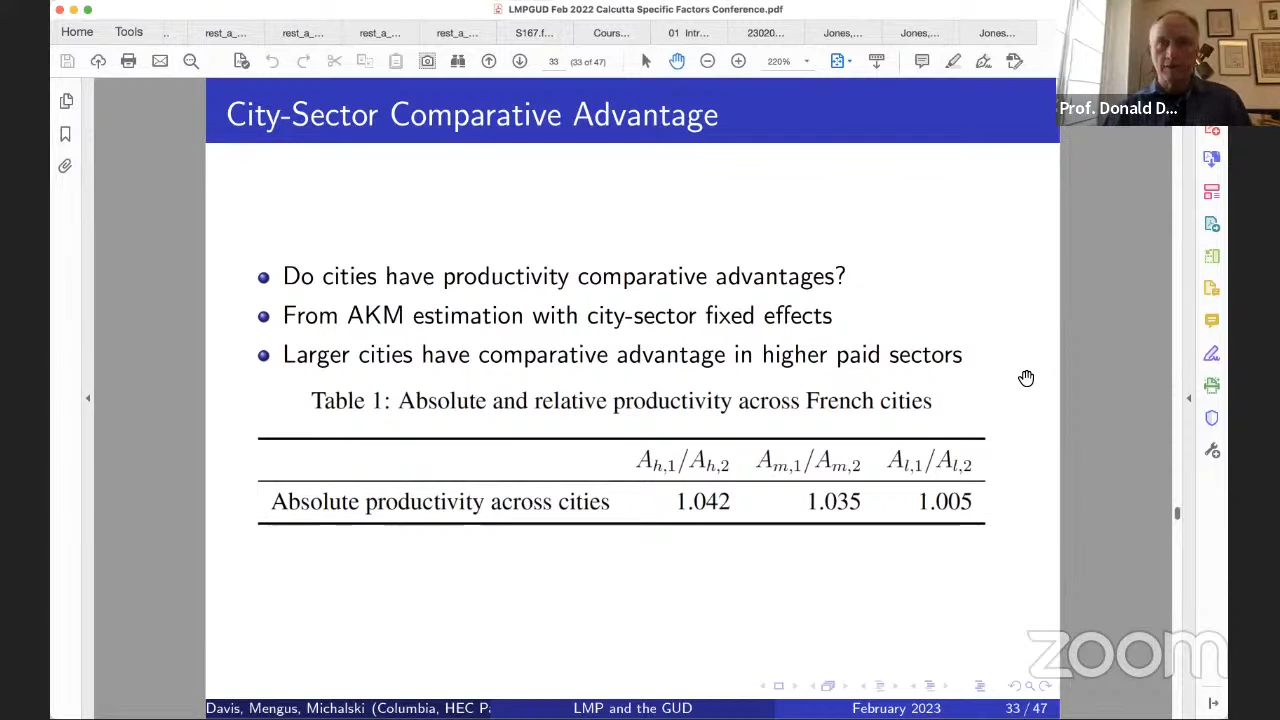 LMPGUD Feb 2022 Calcutta Specific Factors Conference.pdf
Home Tools .. rest_a_... rest_a_... rest_a_... rest_a_... S167.f... Cours... 01 Intr... 23020... Jones,... Jones,... Jones...
33 (33 of 47) 220%
Prof. Donald D...
City-Sector Comparative Advantage
Do cities have productivity comparative advantages?
From AKM estimation with city-sector fixed effects
Larger cities have comparative advantage in higher paid sectors
Table 1: Absolute and relative productivity across French cities
A_{h,1}/A_{h,2} A_{m,1}/A_{m,2} A_{l,1}/A_{l,2}
Absolute productivity across cities 1.042 1.035 1.005
zoom
Davis, Mengus, Michalski (Columbia, HEC Pa LMP and the GUD February 2023 33 / 47